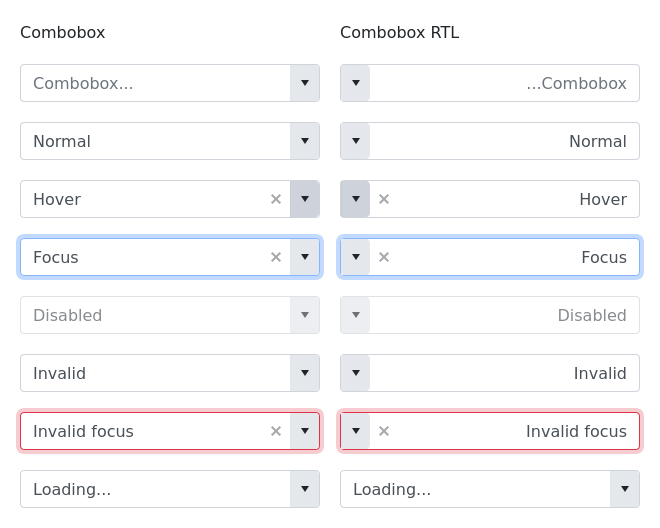 Combobox
Combobox...
Normal
Hover
Focus
Disabled
Invalid
Invalid focus
Loading...
Combobox RTL
...Combobox
Normal
Hover
Focus
Disabled
Invalid
Invalid focus
Loading...